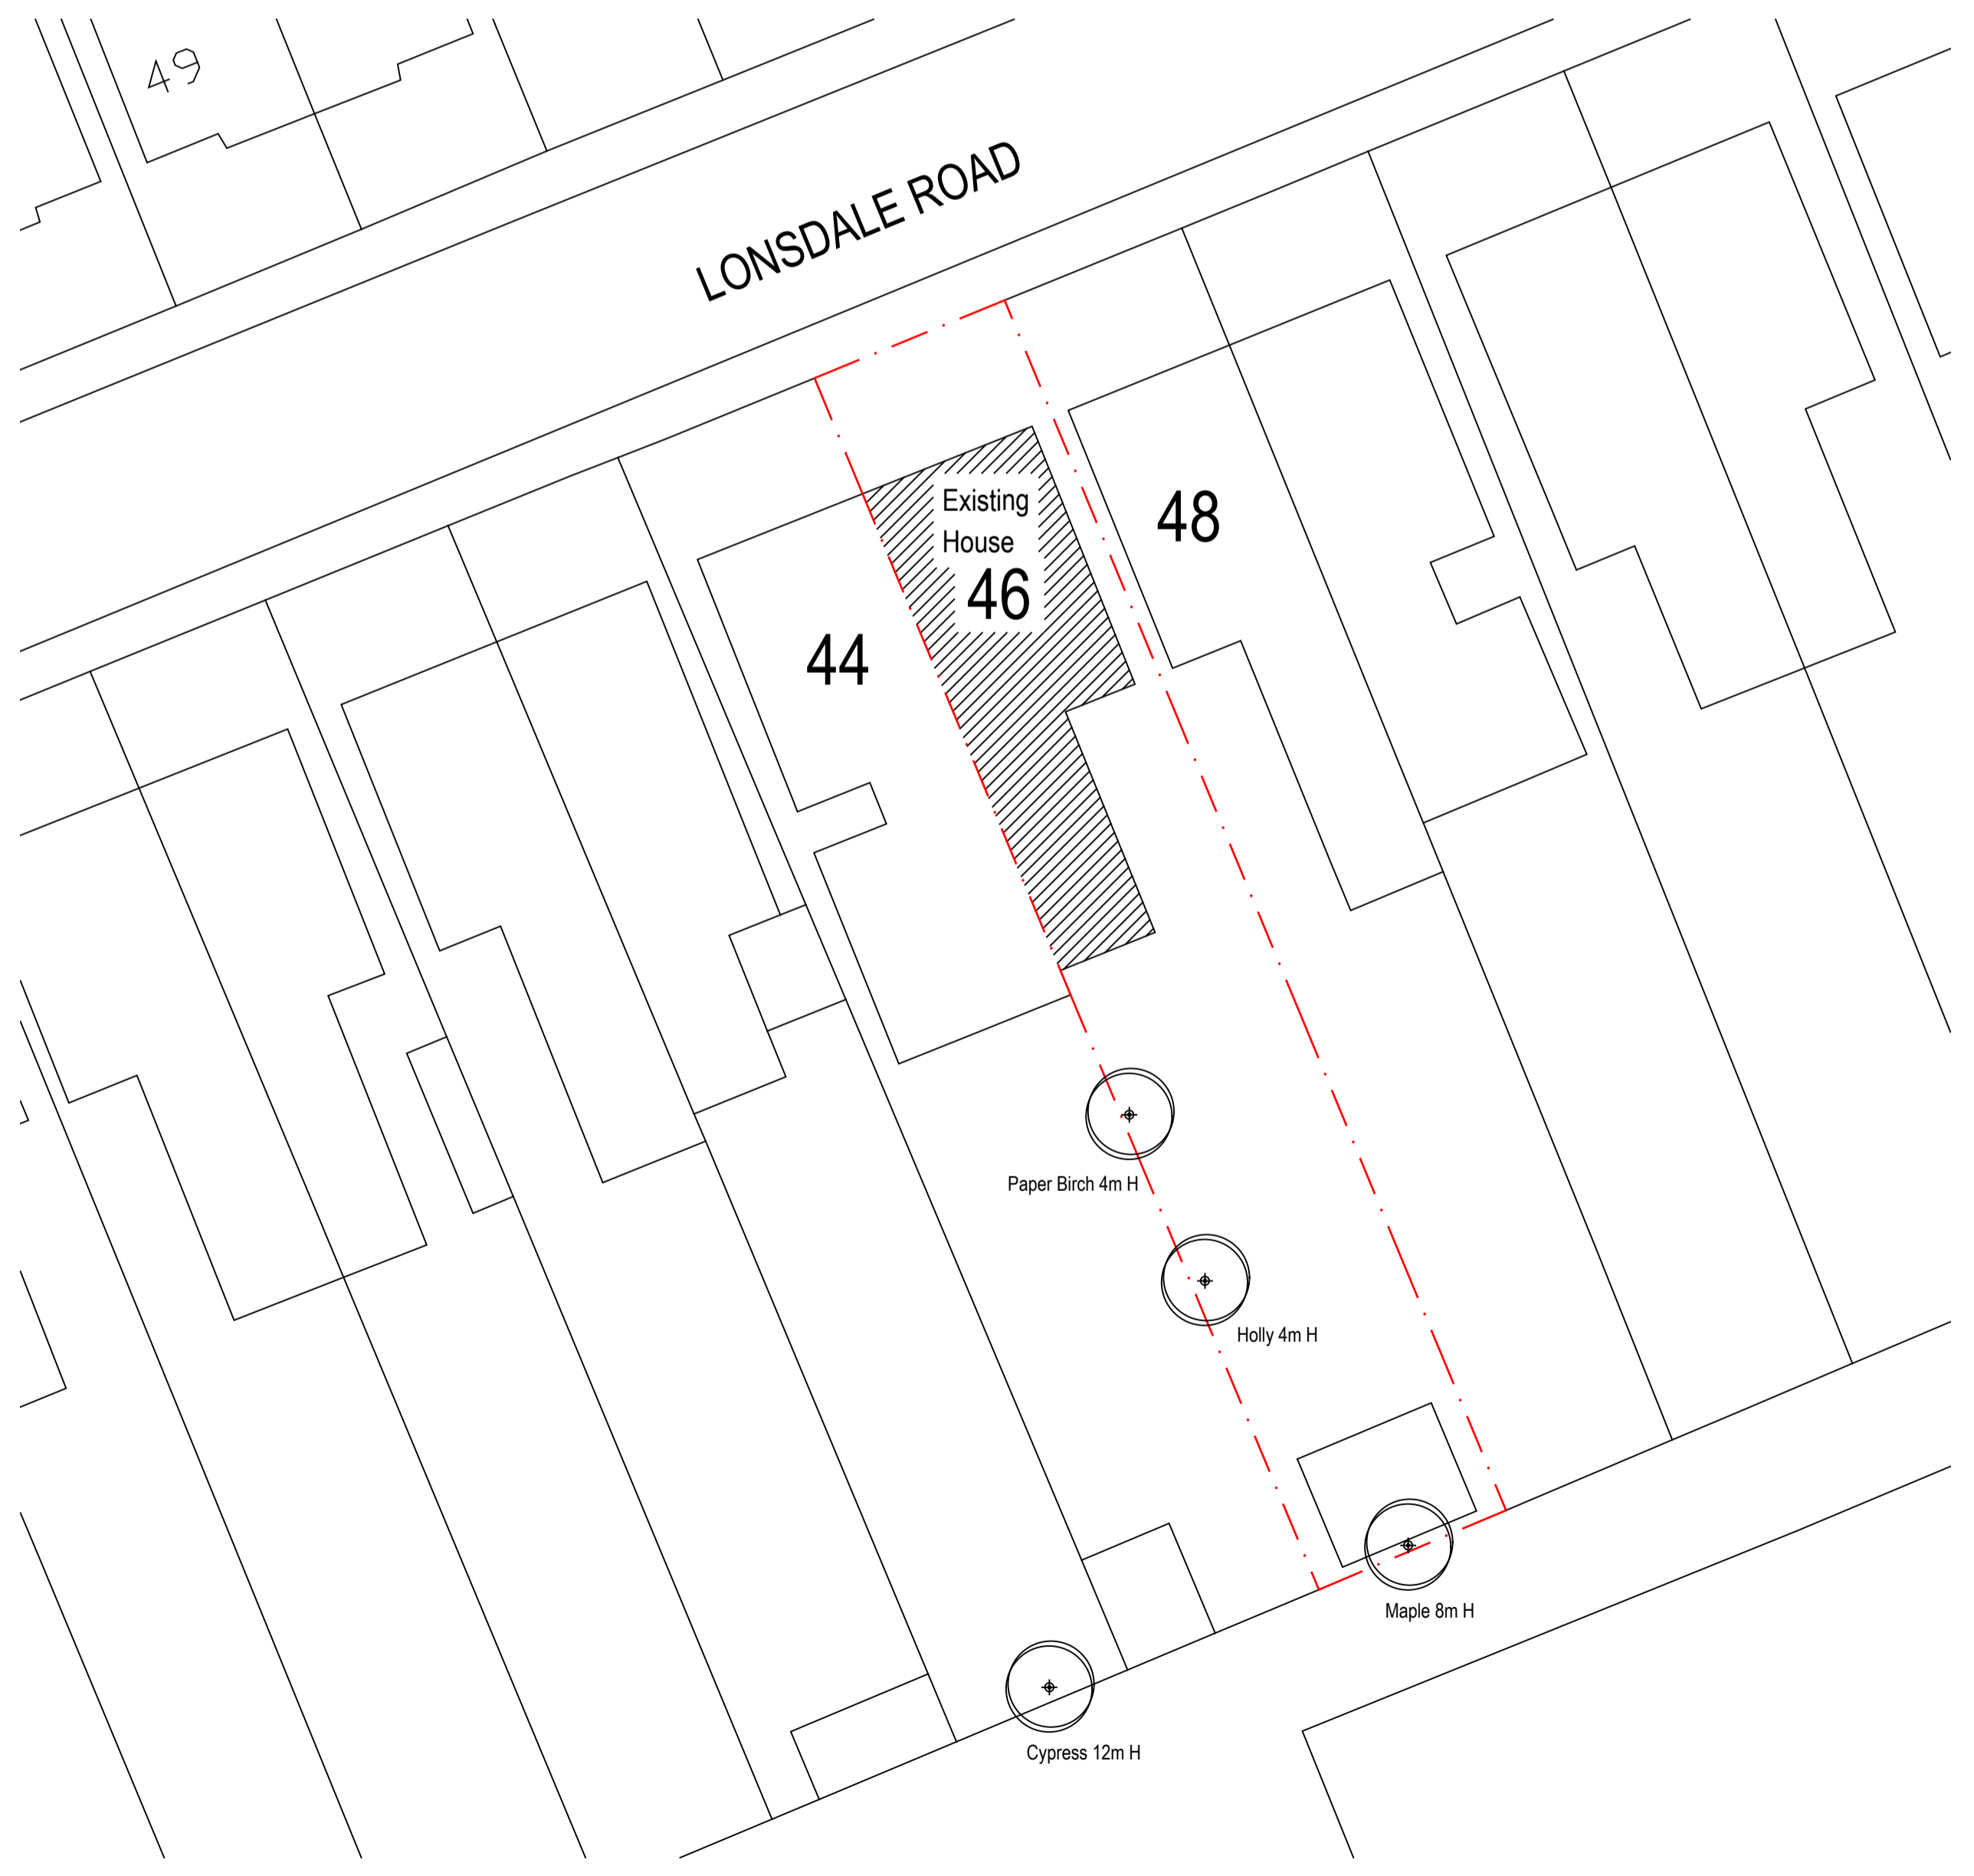 49
LONSDALE ROAD
Existing
House
46
48
44
Paper Birch 4m H
Holly 4m H
Maple 8m H
Cypress 12m H